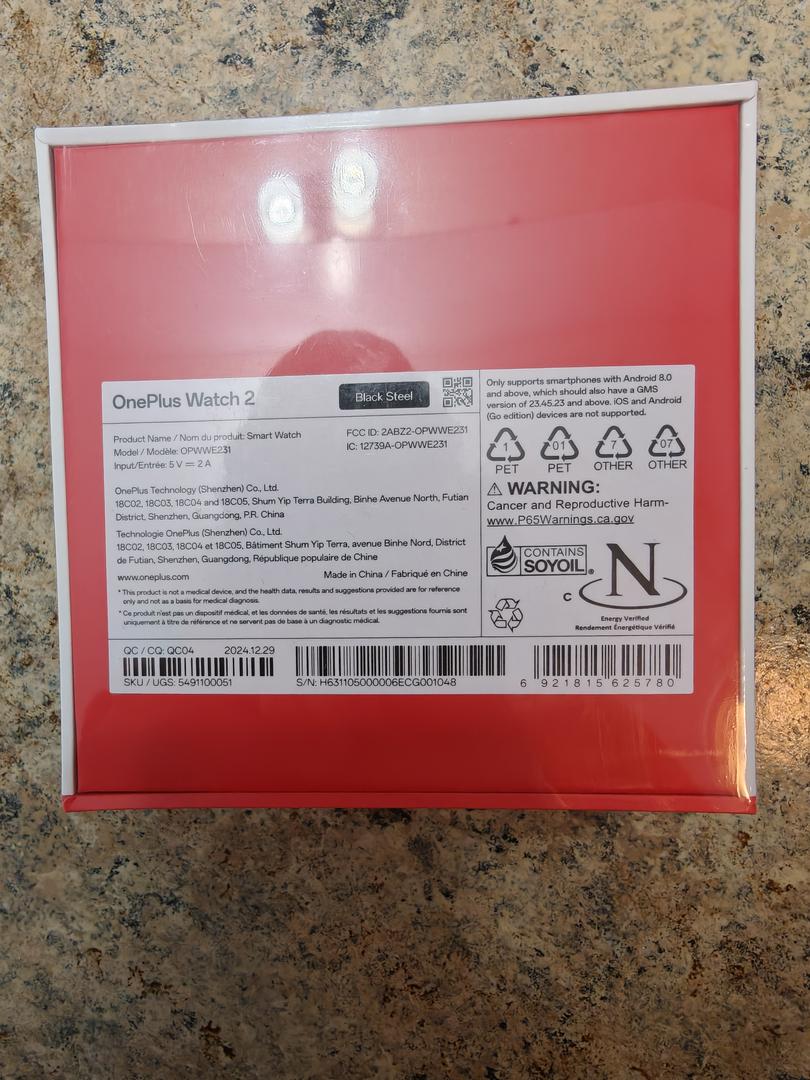 OnePlus Watch 2
Black Steel
Product Name / Nom du produit: Smart Watch
Model / Modèle: OPWWE231
Input/Entrée: 5 V ⎓ 2 A
FCC ID: 2ABZ2-OPWWE231
IC: 12739A-OPWWE231
OnePlus Technology (Shenzhen) Co., Ltd.
18C02, 18C03, 18C04 and 18C05, Shum Yip Terra Building, Binhe Avenue North, Futian
District, Shenzhen, Guangdong, P.R. China
Technologie OnePlus (Shenzhen) Co., Ltd.
18C02, 18C03, 18C04 et 18C05, Bâtiment Shum Yip Terra, avenue Binhe Nord, District
de Futian, Shenzhen, Guangdong, République populaire de Chine
www.oneplus.com
Made in China / Fabriqué en Chine
* This product is not a medical device, and the health data, results and suggestions provided are for reference
only and not as a basis for medical diagnosis.
* Ce produit n'est pas un dispositif médical, et les données de santé, les résultats et les suggestions fournis sont
uniquement à titre de référence et ne servent pas de base à un diagnostic médical.
Only supports smartphones with Android 8.0
and above, which should also have a GMS
version of 23.45.23 and above. iOS and Android
(Go edition) devices are not supported.
1 01 7 07
PET PET OTHER OTHER
⚠ WARNING:
Cancer and Reproductive Harm-
www.P65Warnings.ca.gov
CONTAINS
SOYOIL®
C N
Energy Verified
Rendement Énergétique Vérifié
QC / CQ: QC04 2024.12.29
SKU / UGS: 5491100051
S/N: H631105000006ECG001048
6 921815 625780